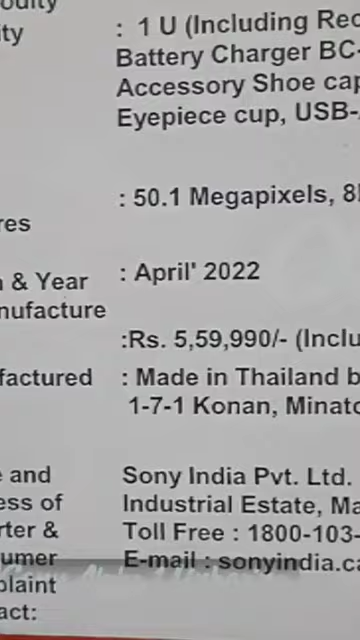 ity : 1 U (Including Rec
Battery Charger BC-
Accessory Shoe cap
Eyepiece cup, USB-
: 50.1 Megapixels, 8
res
& Year : April' 2022
nufacture
:Rs. 5,59,990/- (Inclu
factured : Made in Thailand b
1-7-1 Konan, Minato
e and Sony India Pvt. Ltd.
ess of Industrial Estate, Ma
rter & Toll Free : 1800-103-
umer E-mail : sonyindia.ca
plaint
act: